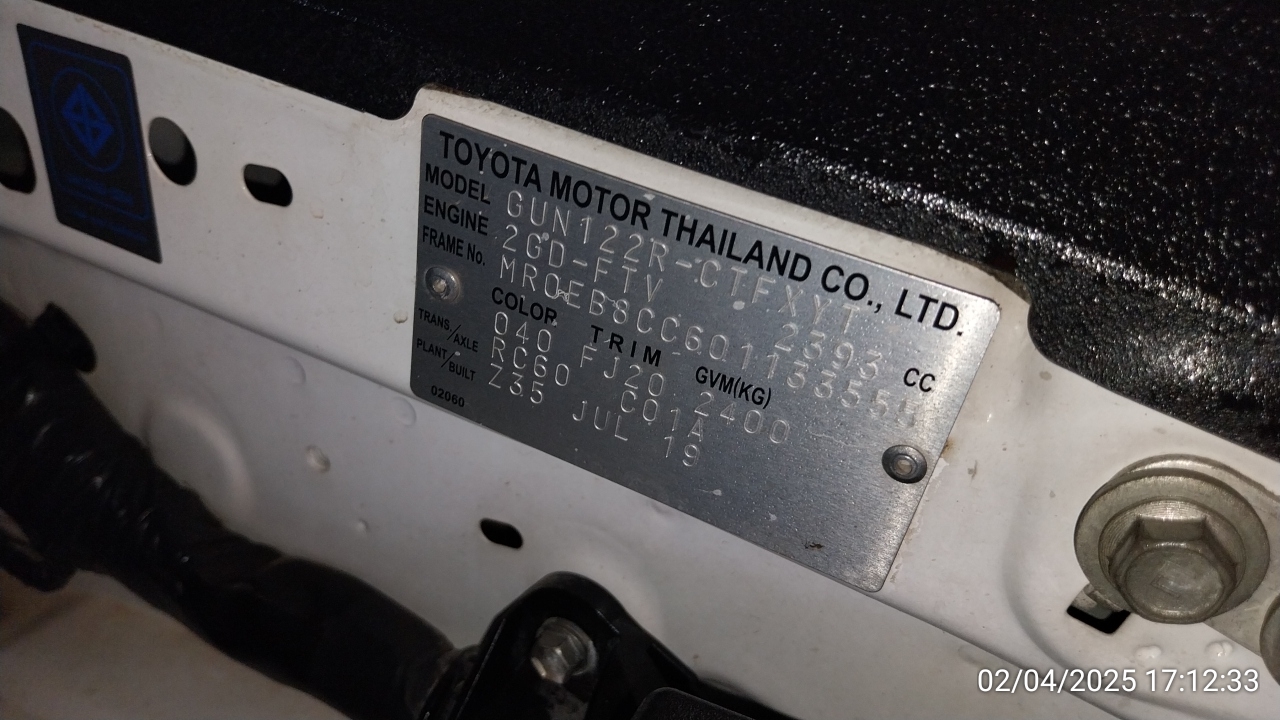 TOYOTA MOTOR THAILAND CO., LTD.
MODEL GUN122R-CTFXYT
ENGINE 2GD-FTV 2393 CC
FRAME No.
COLOR TRIM GVM(KG)
040 FJ20 2400
TRANS/AXLE RC60 C01A
PLANT/BUILT Z35 JUL 19
02060
02/04/2025 17:12:33